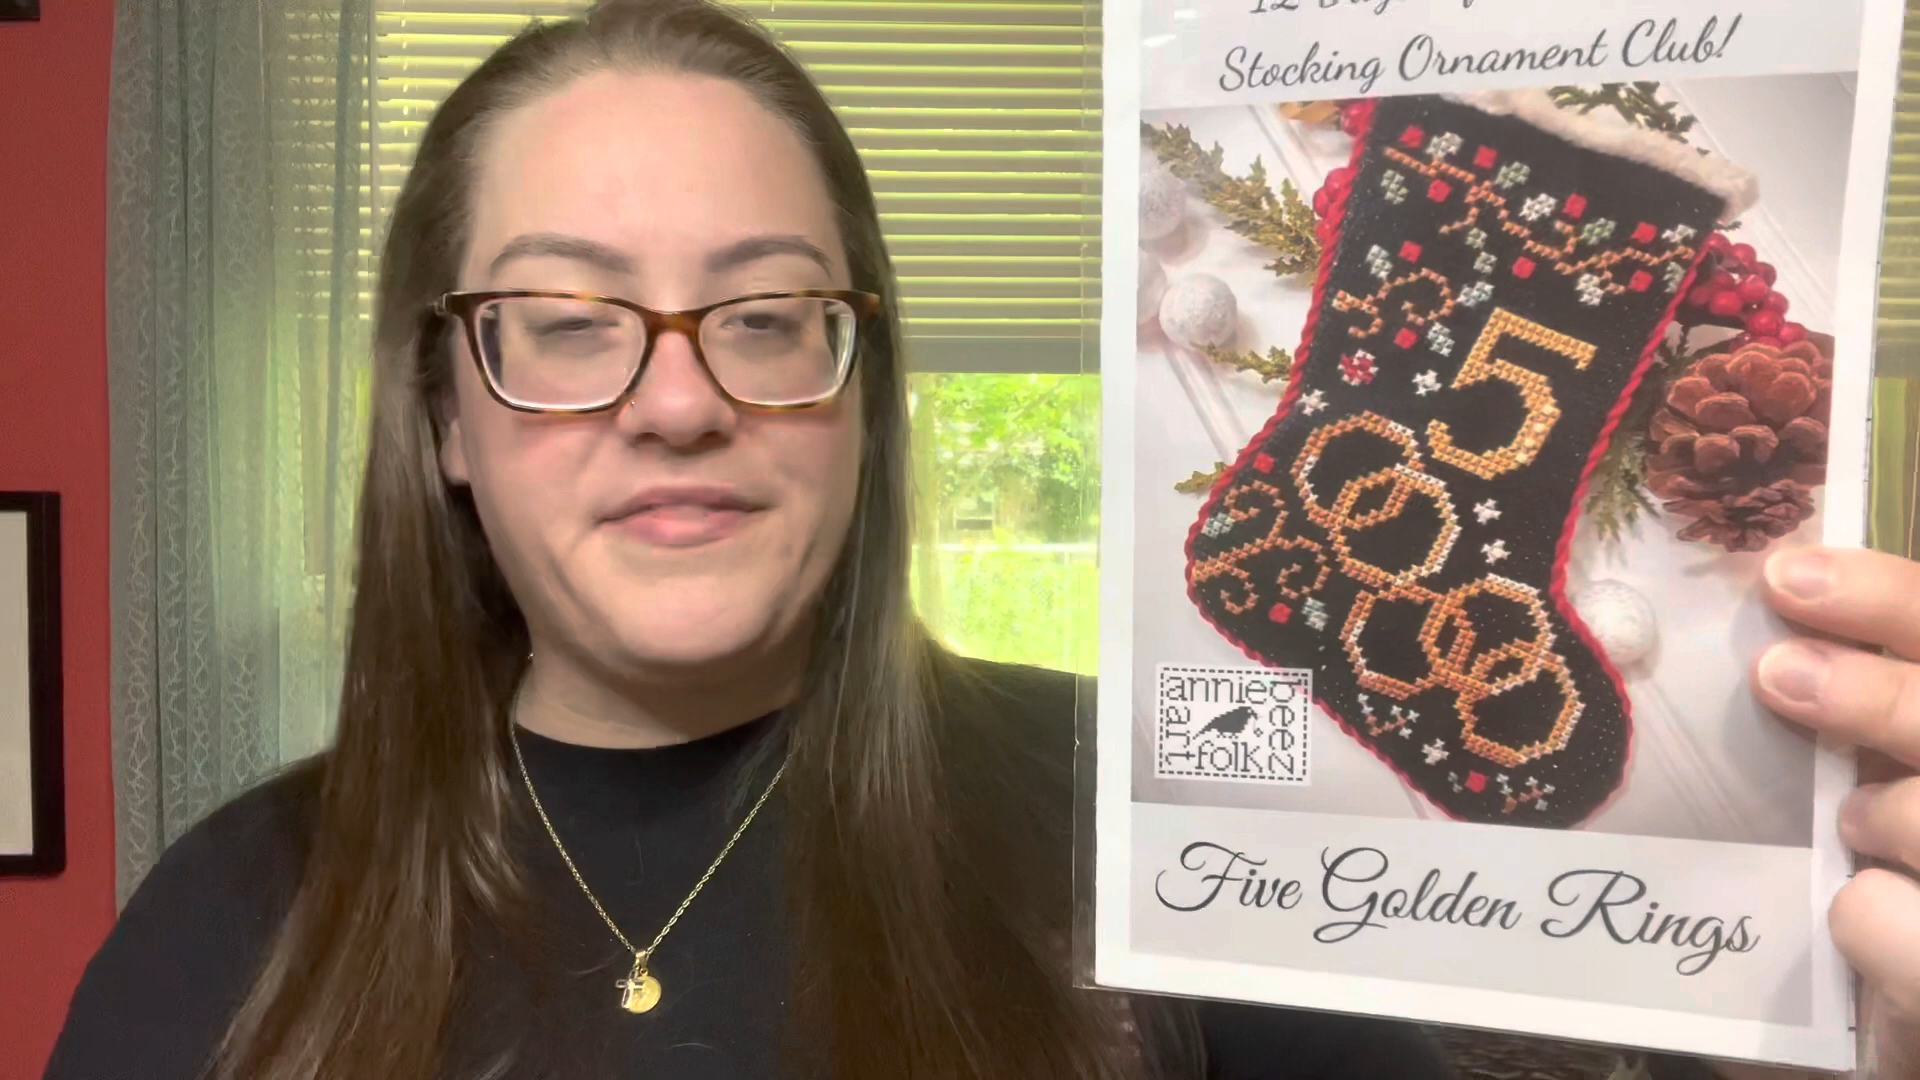 Stocking Ornament Club!
5
annie beez
folk art
Five Golden Rings